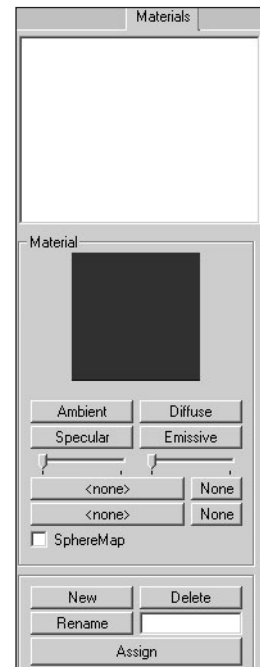 Materials
Material
Ambient Diffuse
Specular Emissive
<none> None
<none> None
SphereMap
New Delete
Rename
Assign